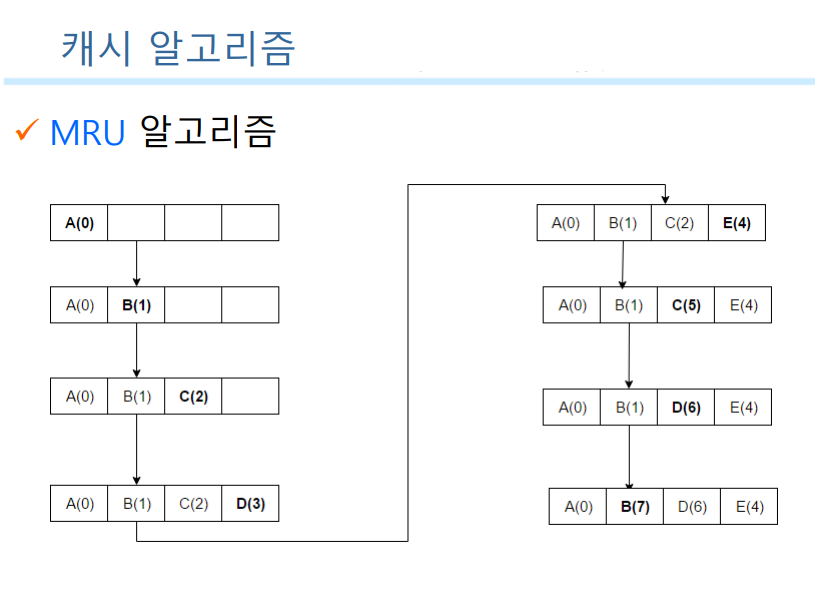 캐시 알고리즘
MRU 알고리즘
A(0)
A(0) B(1)
A(0) B(1) C(2)
A(0) B(1) C(2) D(3)
A(0) B(1) C(2) E(4)
A(0) B(1) C(5) E(4)
A(0) B(1) D(6) E(4)
A(0) B(7) D(6) E(4)